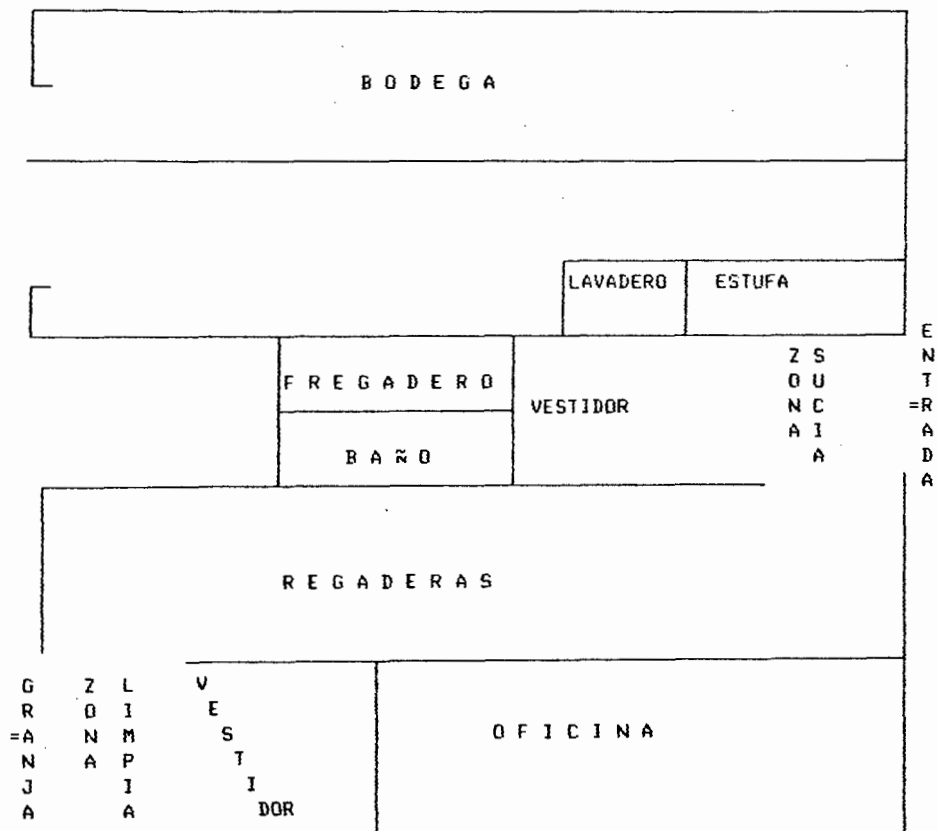 BODEGA
LAVADERO
ESTUFA
ENTRADA
=
ZONA
SUCIA
FREGADERO
VESTIDOR
BAÑO
REGADERAS
GRANJA
=
ZONA
LIMPIA
VESTIDOR
OFICINA